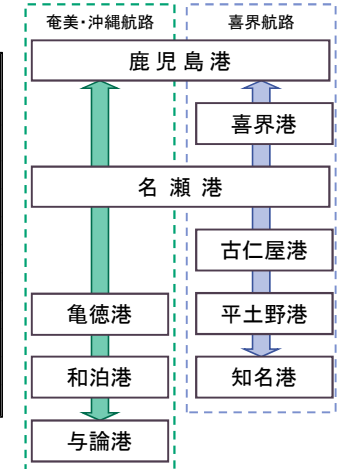 奄美・沖縄航路
喜界航路
鹿児島港
喜界港
名瀬港
古仁屋港
亀徳港
平土野港
和泊港
知名港
与論港